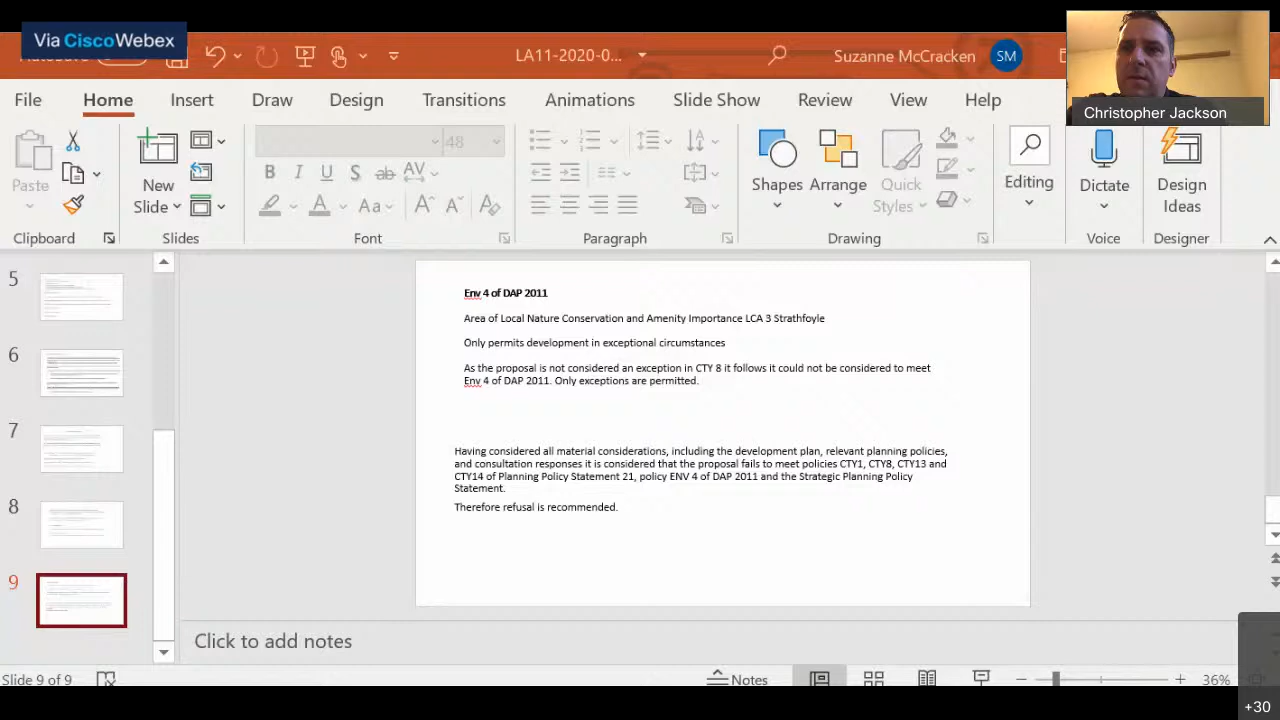 Via Cisco Webex
LA11-2020-0...
Suzanne McCracken
SM
Christopher Jackson
File
Home
Insert
Draw
Design
Transitions
Animations
Slide Show
Review
View
Help
Paste
New
Slide
48
B I U S ab AV
Aa A A A
Shapes
Arrange
Quick
Styles
Editing
Dictate
Design
Ideas
Clipboard
Slides
Font
Paragraph
Drawing
Voice
Designer
5
6
7
8
9
Env 4 of DAP 2011
Area of Local Nature Conservation and Amenity Importance LCA 3 Strathfoyle
Only permits development in exceptional circumstances
As the proposal is not considered an exception in CTY 8 it follows it could not be considered to meet
Env 4 of DAP 2011. Only exceptions are permitted.
Having considered all material considerations, including the development plan, relevant planning policies,
and consultation responses it is considered that the proposal fails to meet policies CTY1, CTY8, CTY13 and
CTY14 of Planning Policy Statement 21, policy ENV 4 of DAP 2011 and the Strategic Planning Policy
Statement.
Therefore refusal is recommended.
Click to add notes
Slide 9 of 9
Notes
36%
+30